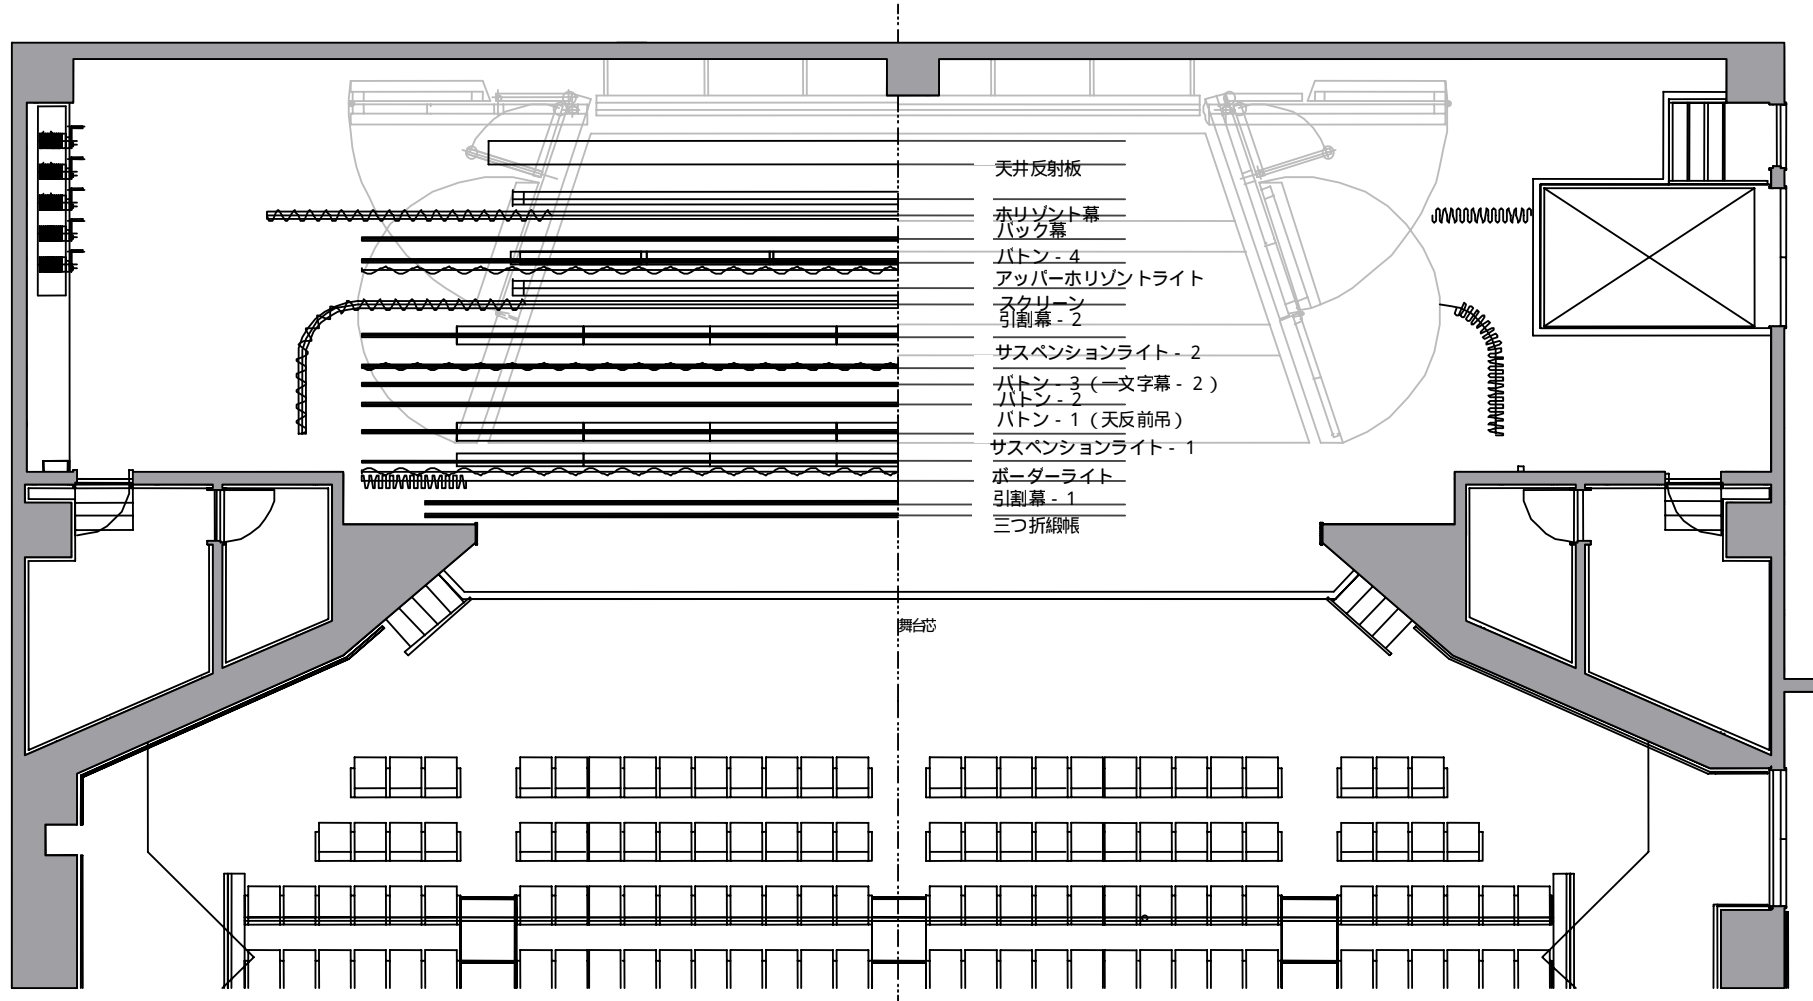 天井反射板
ホリゾント幕
バック幕
バトン - 4
アッパーホリゾントライト
スクリーン
引割幕 - 2
サスペンションライト - 2
バトン - 3 ( 一文字幕 - 2 )
バトン - 2
バトン - 1 ( 天反前吊 )
サスペンションライト - 1
ボーダーライト
引割幕 - 1
三つ折緞帳
舞台芯